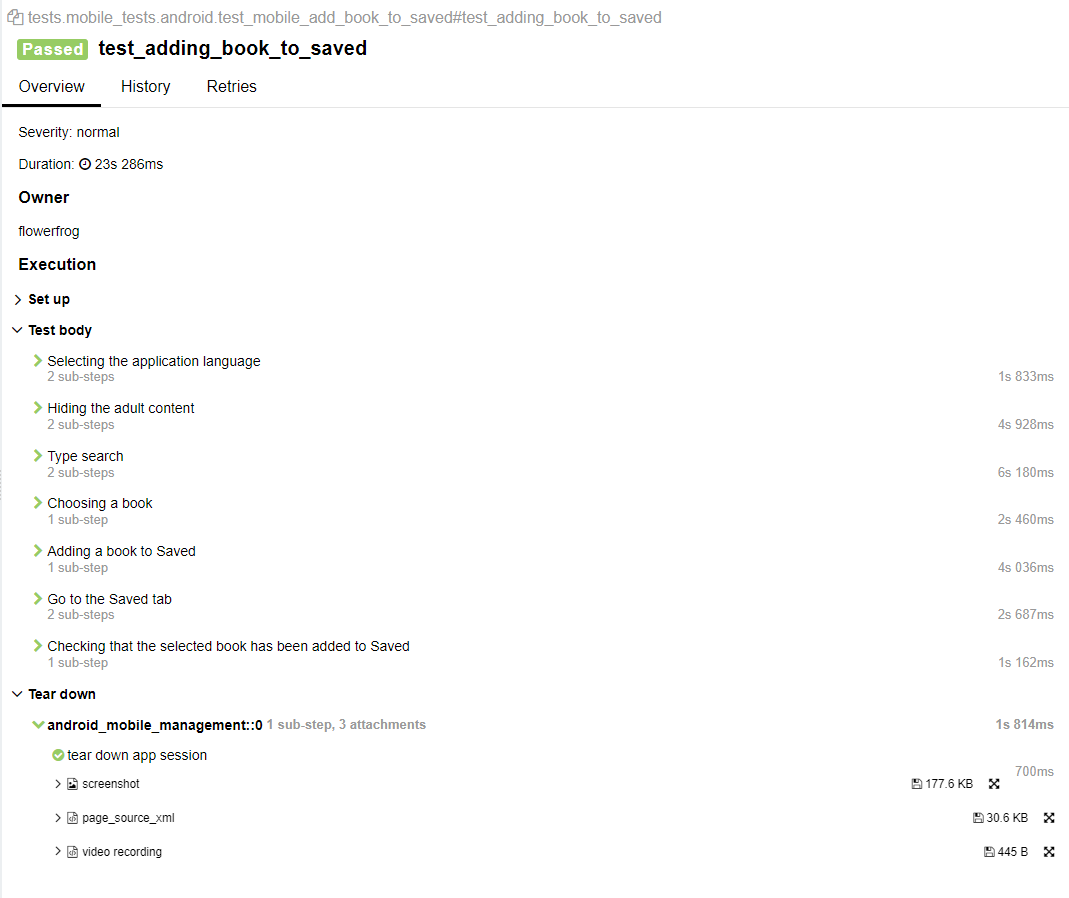 tests.mobile_tests.android.test_mobile_add_book_to_saved#test_adding_book_to_saved
Passed test_adding_book_to_saved
Overview History Retries
Severity: normal
Duration: 23s 286ms
Owner
flowerfrog
Execution
Set up
Test body
Selecting the application language
2 sub-steps 1s 833ms
Hiding the adult content
2 sub-steps 4s 928ms
Type search
2 sub-steps 6s 180ms
Choosing a book
1 sub-step 2s 460ms
Adding a book to Saved
1 sub-step 4s 036ms
Go to the Saved tab
2 sub-steps 2s 687ms
Checking that the selected book has been added to Saved
1 sub-step 1s 162ms
Tear down
android_mobile_management::0 1 sub-step, 3 attachments 1s 814ms
tear down app session
700ms
screenshot 177.6 KB
page_source_xml 30.6 KB
video recording 445 B